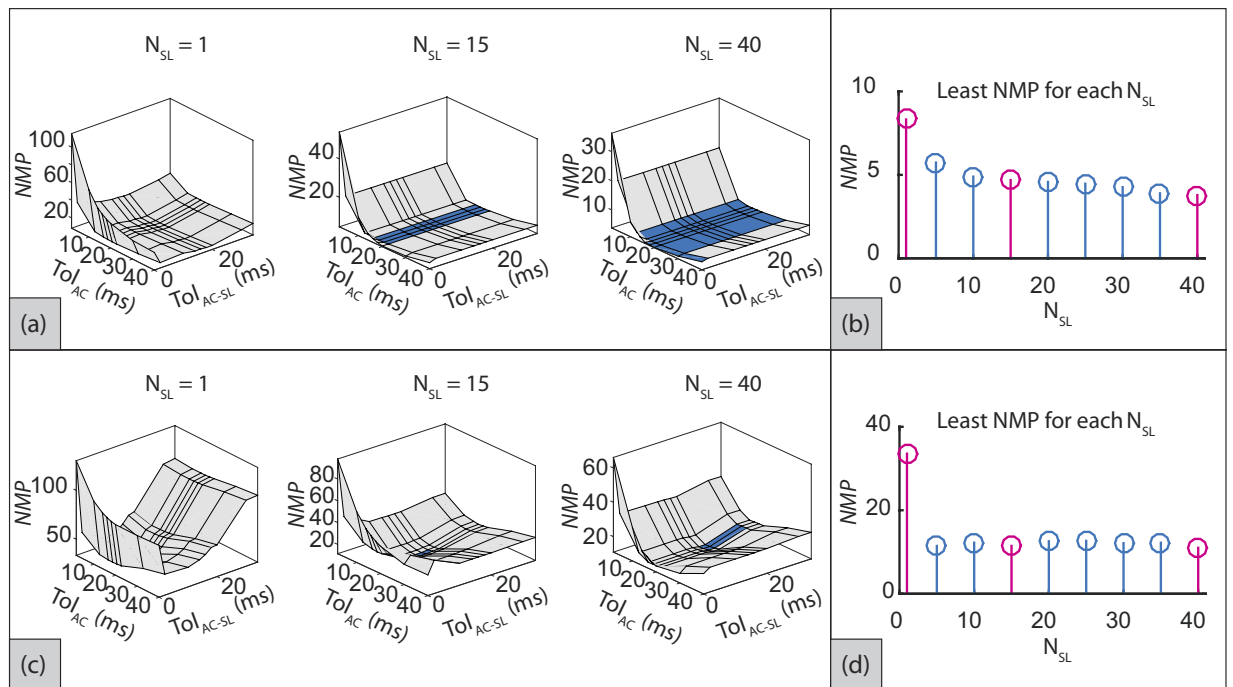 N_SL = 1
N_SL = 15
N_SL = 40
NMP
100
60
20
10
20
30
40
0
20
Tol_AC (ms)
Tol_AC-SL (ms)
NMP
40
20
10
20
30
40
0
20
Tol_AC (ms)
Tol_AC-SL (ms)
NMP
30
20
10
10
20
30
40
0
20
Tol_AC (ms)
Tol_AC-SL (ms)
(a)
Least NMP for each N_SL
NMP
10
5
0
0
10
20
30
40
N_SL
(b)
N_SL = 1
N_SL = 15
N_SL = 40
NMP
100
50
10
20
30
40
0
20
Tol_AC (ms)
Tol_AC-SL (ms)
NMP
80
60
40
20
10
20
30
40
0
20
Tol_AC (ms)
Tol_AC-SL (ms)
NMP
60
40
20
10
20
30
40
0
20
Tol_AC (ms)
Tol_AC-SL (ms)
(c)
Least NMP for each N_SL
NMP
40
20
0
0
10
20
30
40
N_SL
(d)